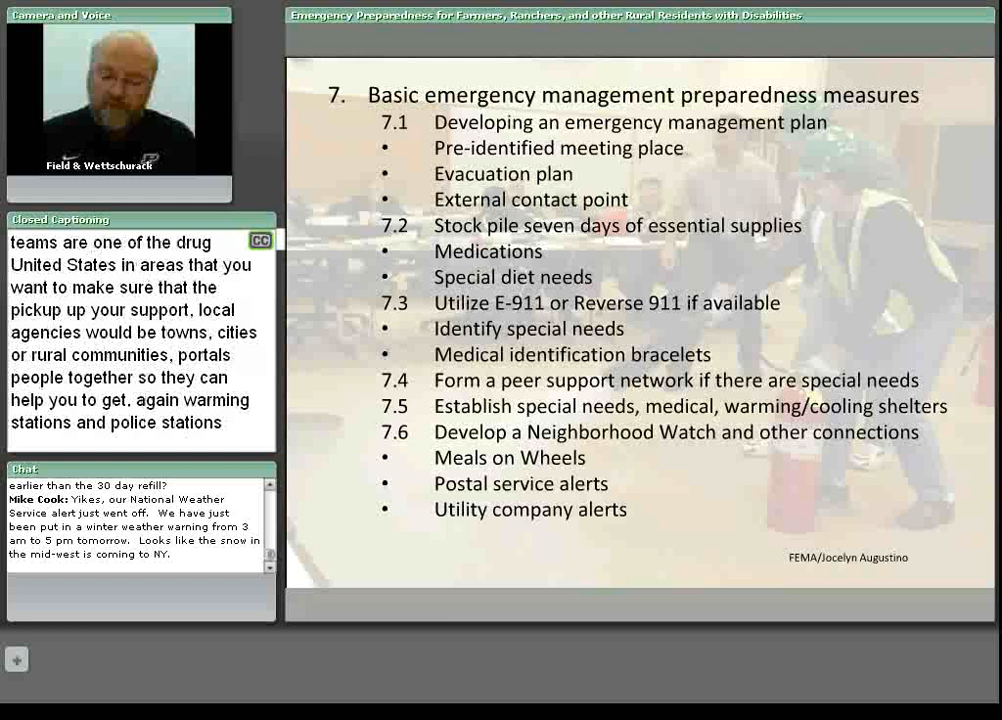 Camera and Voice
Field & Wettschurack
Closed Captioning
CC
teams are one of the drug
United States in areas that you
want to make sure that the
pickup up your support, local
agencies would be towns, cities
or rural communities, portals
people together so they can
help you to get. again warming
stations and police stations
Chat
earlier than the 30 day refill?
Mike Cook: Yikes, our National Weather
Service alert just went off. We have just
been put in a winter weather warning from 3
am to 5 pm tomorrow. Looks like the snow in
the mid-west is coming to NY.
Emergency Preparedness for Farmers, Ranchers, and other Rural Residents with Disabilities
7. Basic emergency management preparedness measures
7.1 Developing an emergency management plan
• Pre-identified meeting place
• Evacuation plan
• External contact point
7.2 Stock pile seven days of essential supplies
• Medications
• Special diet needs
7.3 Utilize E-911 or Reverse 911 if available
• Identify special needs
• Medical identification bracelets
7.4 Form a peer support network if there are special needs
7.5 Establish special needs, medical, warming/cooling shelters
7.6 Develop a Neighborhood Watch and other connections
• Meals on Wheels
• Postal service alerts
• Utility company alerts
FEMA/Jocelyn Augustino